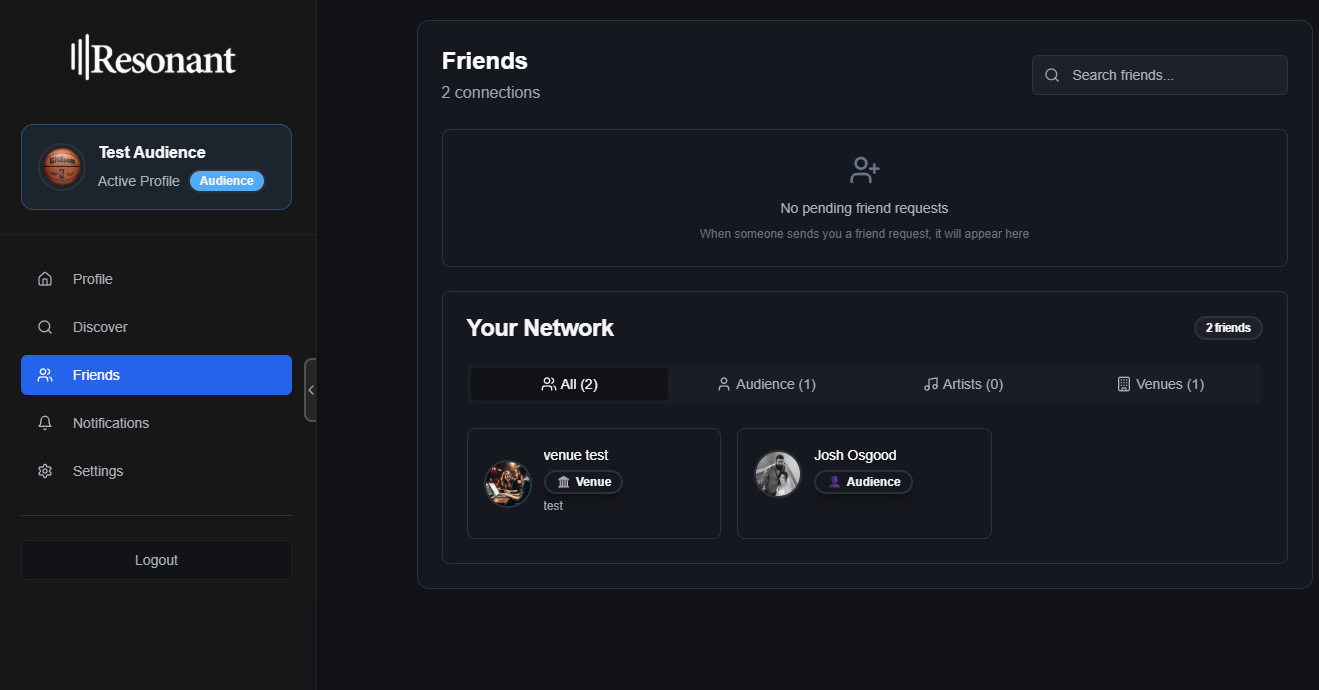 Resonant
Test Audience
Active Profile Audience
Profile
Discover
Friends
Notifications
Settings
Logout
Friends
2 connections
Search friends...
No pending friend requests
When someone sends you a friend request, it will appear here
Your Network
2 friends
All (2) Audience (1) Artists (0) Venues (1)
venue test
Venue
test
Josh Osgood
Audience